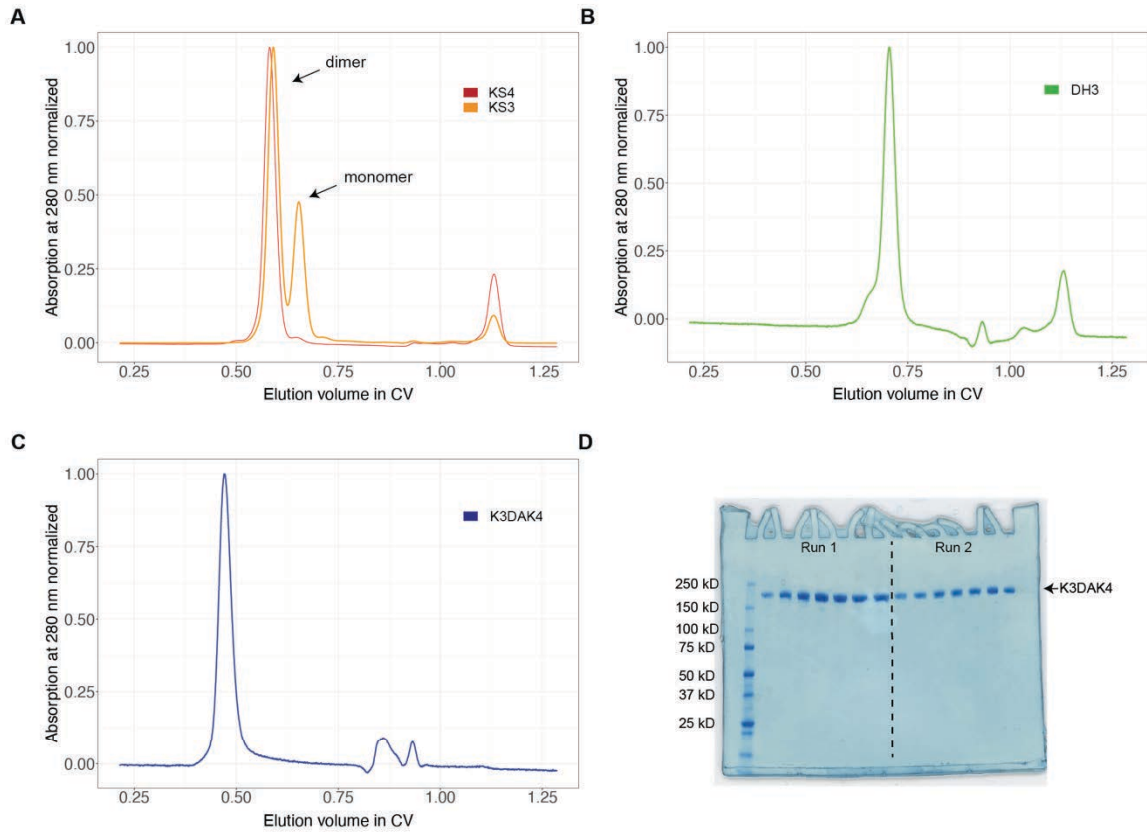 A
Absorption at 280 nm normalized
1.00
0.75
0.50
0.25
0.00
dimer
monomer
KS4
KS3
0.25 0.50 0.75 1.00 1.25
Elution volume in CV
B
Absorption at 280 nm normalized
1.00
0.75
0.50
0.25
0.00
DH3
0.25 0.50 0.75 1.00 1.25
Elution volume in CV
C
Absorption at 280 nm normalized
1.00
0.75
0.50
0.25
0.00
K3DAK4
0.25 0.50 0.75 1.00 1.25
Elution volume in CV
D
Run 1 Run 2
250 kD
150 kD
100 kD
75 kD
50 kD
37 kD
25 kD
K3DAK4